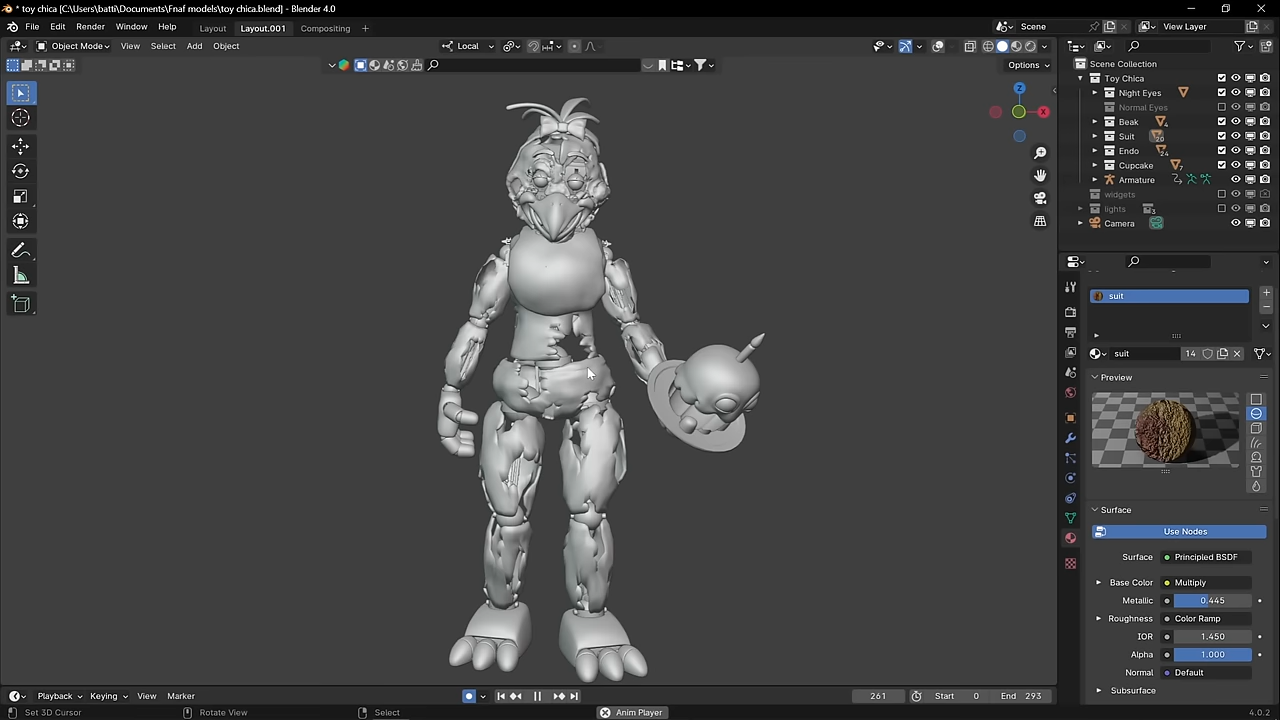 * toy chica [C:\Users\batti\Documents\Fnaf models\toy chica.blend] - Blender 4.0
File Edit Render Window Help Layout Layout.001 Compositing + Scene View Layer
Object Mode View Select Add Object Local
Options
Scene Collection
Toy Chica
Night Eyes
Normal Eyes
Beak 4
Suit 20
Endo 24
Cupcake 7
Armature
widgets
lights 3
Camera
Z
X
suit
suit 14
Preview
Surface
Use Nodes
Surface Principled BSDF
Base Color Multiply
Metallic 0.445
Roughness Color Ramp
IOR 1.450
Alpha 1.000
Normal Default
Subsurface
Playback Keying View Marker 261 Start 0 End 293
Set 3D Cursor Rotate View Select Anim Player 4.0.2